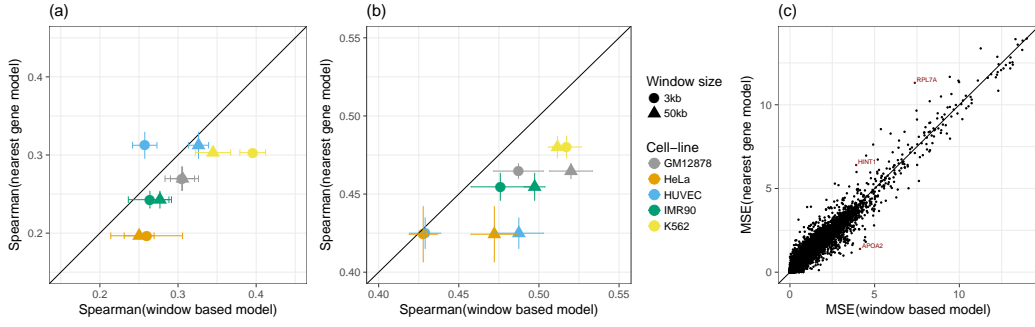 (a)
Spearman(nearest gene model)
0.4
0.3
0.2
0.2
0.3
0.4
Spearman(window based model)
(b)
Spearman(nearest gene model)
0.55
0.50
0.45
0.40
0.40
0.45
0.50
0.55
Spearman(window based model)
Window size
3kb
50kb
Cell-line
GM12878
HeLa
HUVEC
IMR90
K562
(c)
MSE(nearest gene model)
10
5
0
0
5
10
MSE(window based model)
RPL7A
HINT1
APOA2